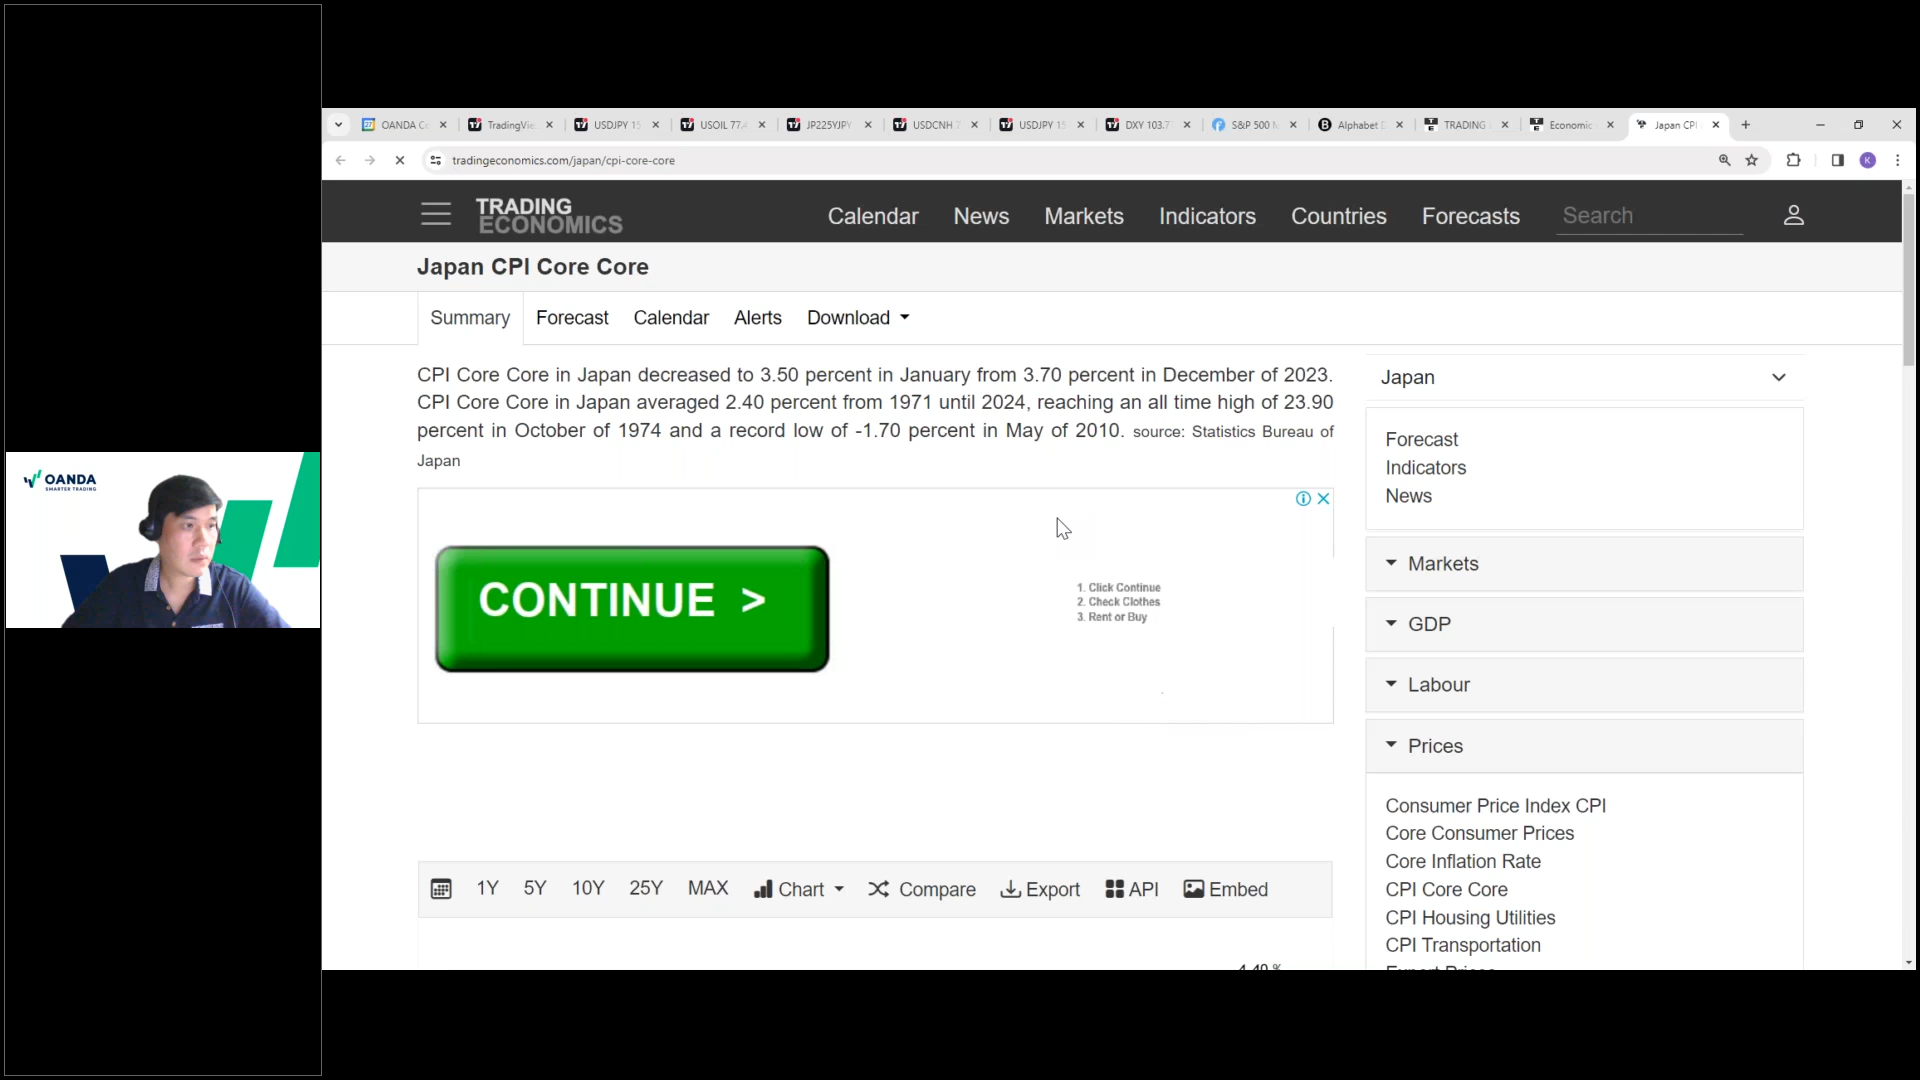 OANDA
SMARTER TRADING
OANDA
TradingVie
USDJPY 15
USOIL 77.
JP225YJPY
USDCNH 7
USDJPY 15
DXY 103.7
S&P 500
Alphabet
TRADING
Economic
Japan CPI
tradingeconomics.com/japan/cpi-core-core
K
TRADING
ECONOMICS
Calendar
News
Markets
Indicators
Countries
Forecasts
Search
Japan CPI Core Core
Summary
Forecast
Calendar
Alerts
Download
CPI Core Core in Japan decreased to 3.50 percent in January from 3.70 percent in December of 2023.
CPI Core Core in Japan averaged 2.40 percent from 1971 until 2024, reaching an all time high of 23.90
percent in October of 1974 and a record low of -1.70 percent in May of 2010. source: Statistics Bureau of
Japan
CONTINUE >
1. Click Continue
2. Check Clothes
3. Rent or Buy
1Y
5Y
10Y
25Y
MAX
Chart
Compare
Export
API
Embed
4.40 %
Japan
Forecast
Indicators
News
Markets
GDP
Labour
Prices
Consumer Price Index CPI
Core Consumer Prices
Core Inflation Rate
CPI Core Core
CPI Housing Utilities
CPI Transportation
Export Prices